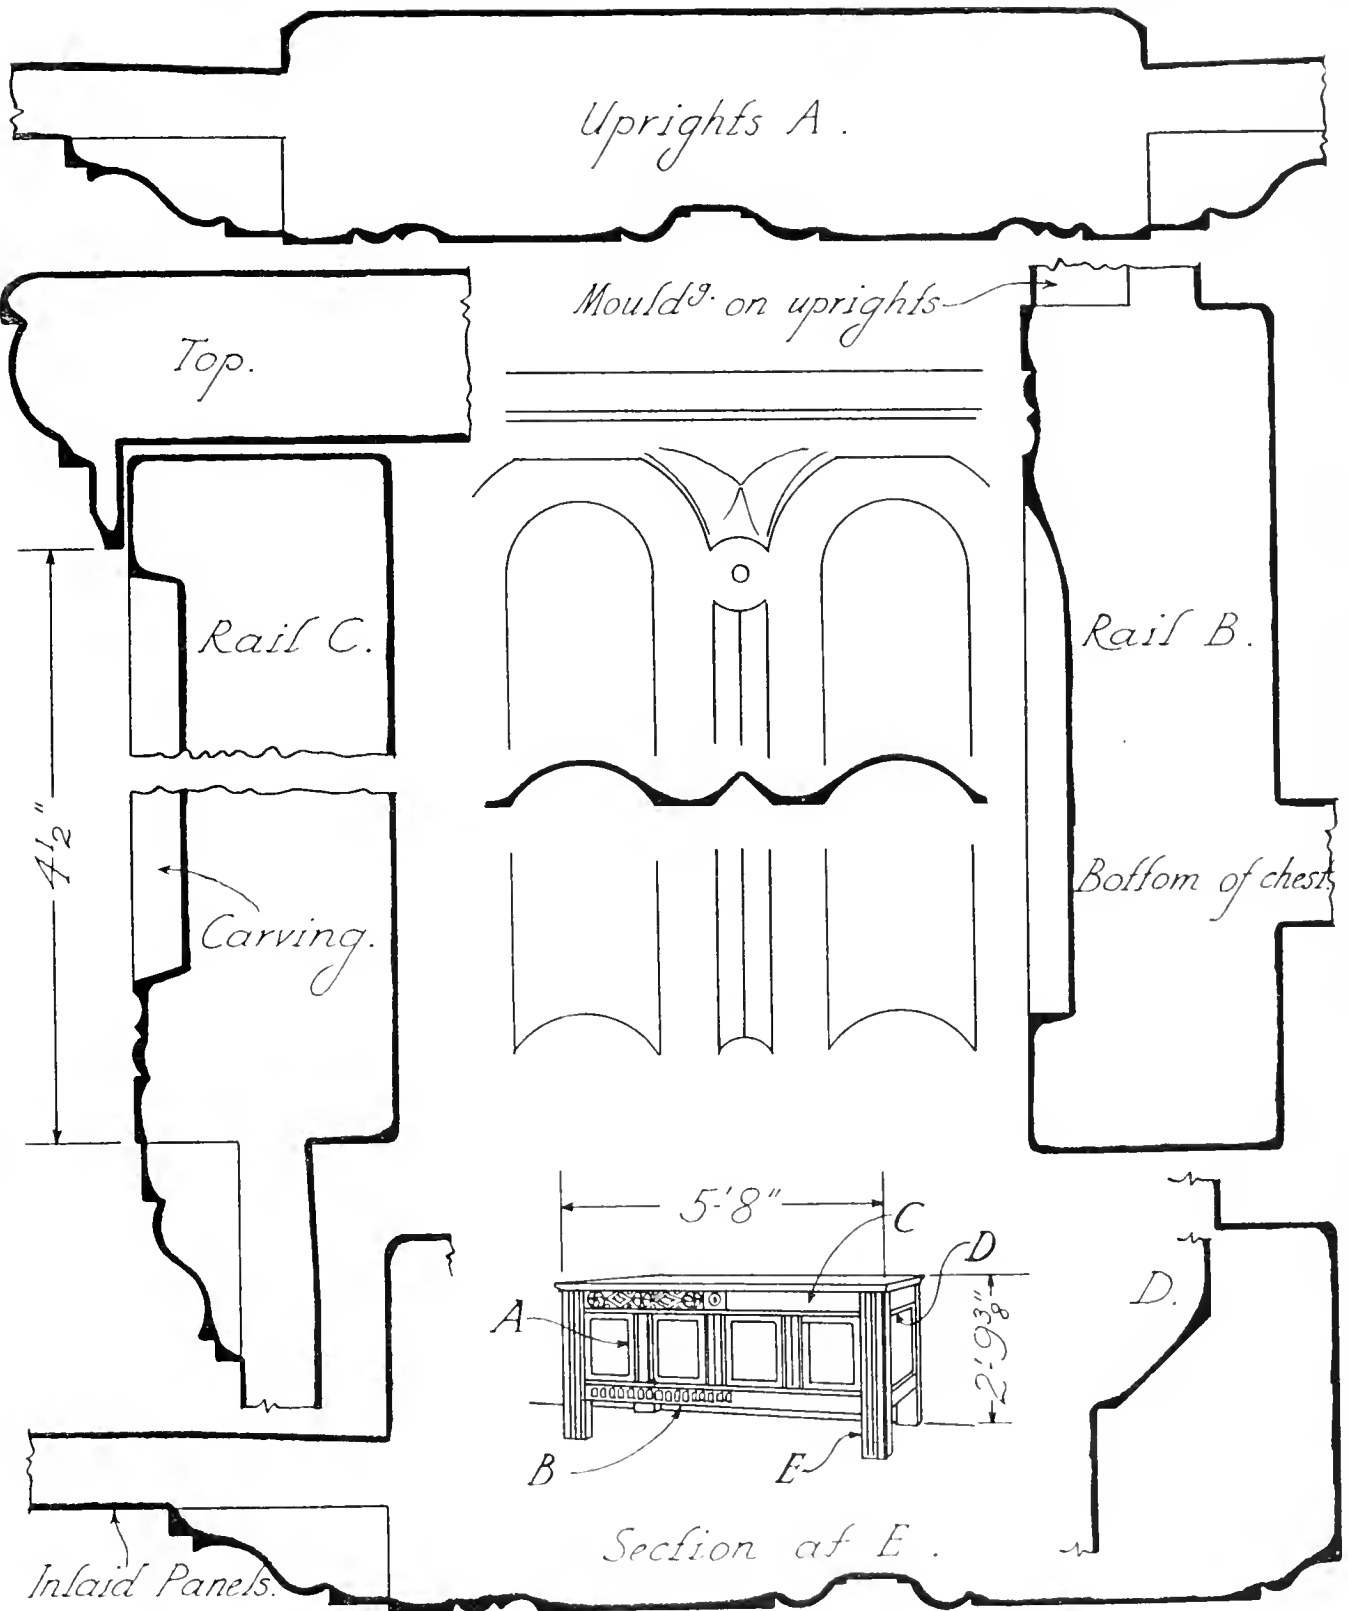 Uprights A.
Mould^g. on uprights
Top.
Rail C.
Rail B.
4½"
Carving.
Bottom of chest.
5'-8"
C
D
D.
A
2'-9⅜"
B
E
Section at E.
Inlaid Panels.